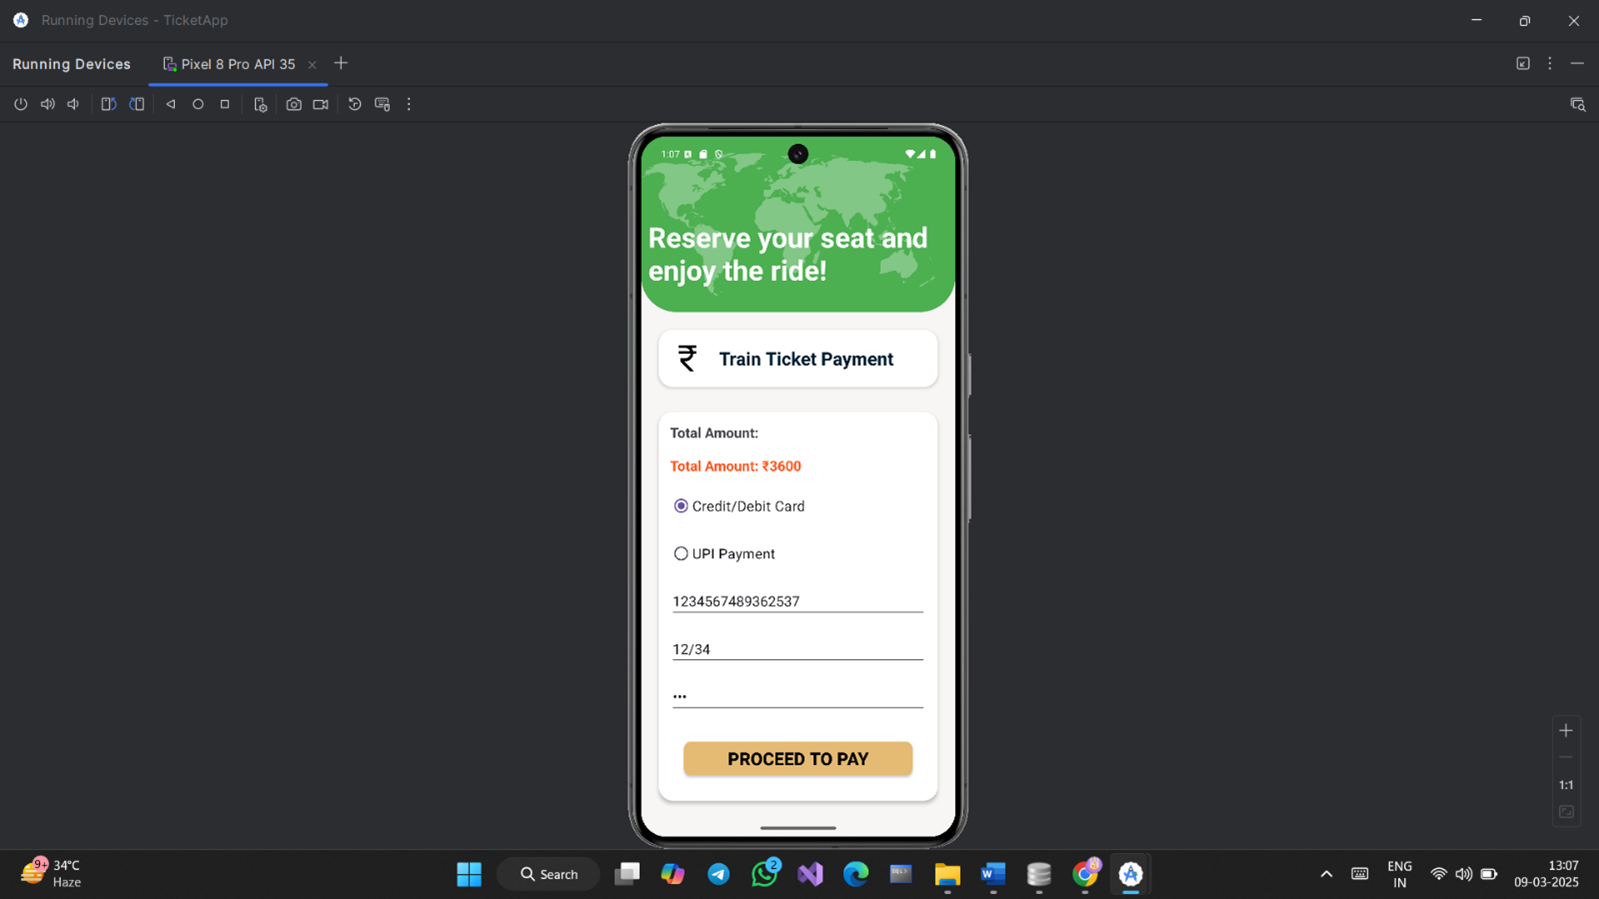 Running Devices - TicketApp
Running Devices
Pixel 8 Pro API 35
1:07
Reserve your seat and
enjoy the ride!
₹ Train Ticket Payment
Total Amount:
Total Amount: ₹3600
Credit/Debit Card
UPI Payment
1234567489362537
12/34
•••
PROCEED TO PAY
1:1
9+
34°C
Haze
Search
2
ENG
IN
13:07
09-03-2025